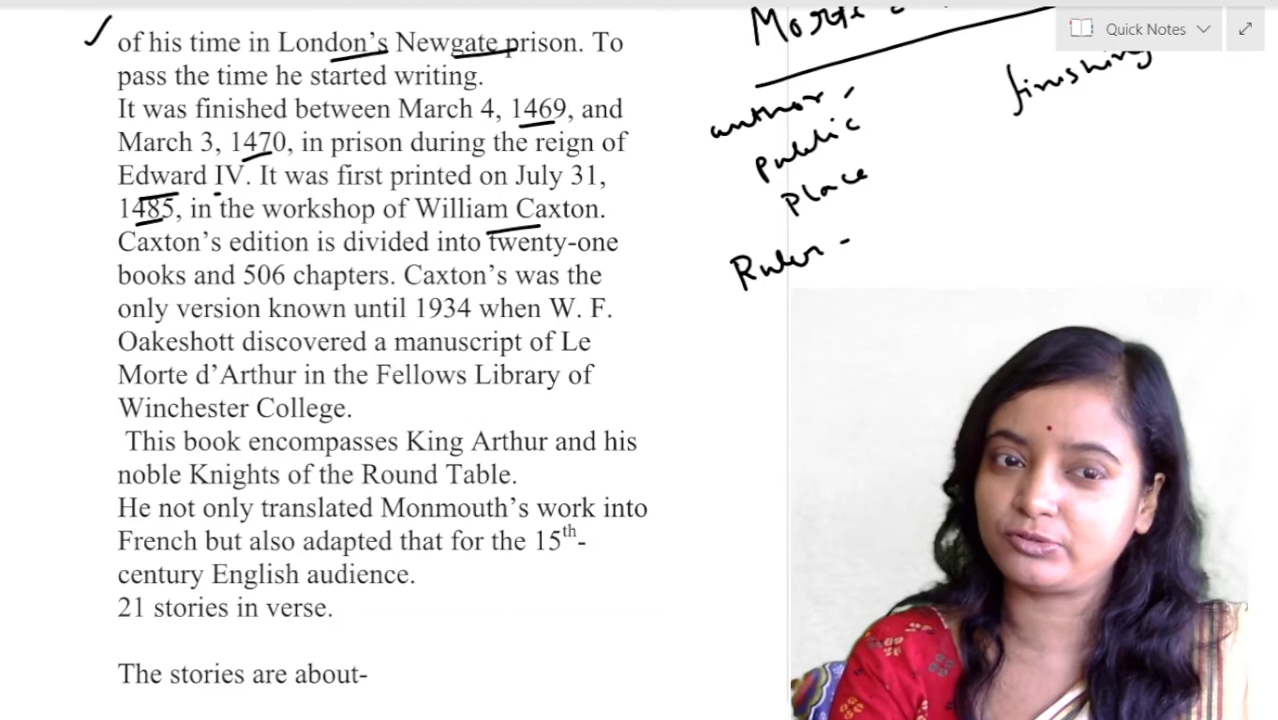 of his time in London's Newgate prison. To
pass the time he started writing.
It was finished between March 4, 1469, and
March 3, 1470, in prison during the reign of
Edward IV. It was first printed on July 31,
1485, in the workshop of William Caxton.
Caxton's edition is divided into twenty-one
books and 506 chapters. Caxton's was the
only version known until 1934 when W. F.
Oakeshott discovered a manuscript of Le
Morte d'Arthur in the Fellows Library of
Winchester College.
This book encompasses King Arthur and his
noble Knights of the Round Table.
He not only translated Monmouth's work into
French but also adapted that for the 15th-
century English audience.
21 stories in verse.
The stories are about-
Morte
Quick Notes
finishing
author -
Public
Place
Ruler -